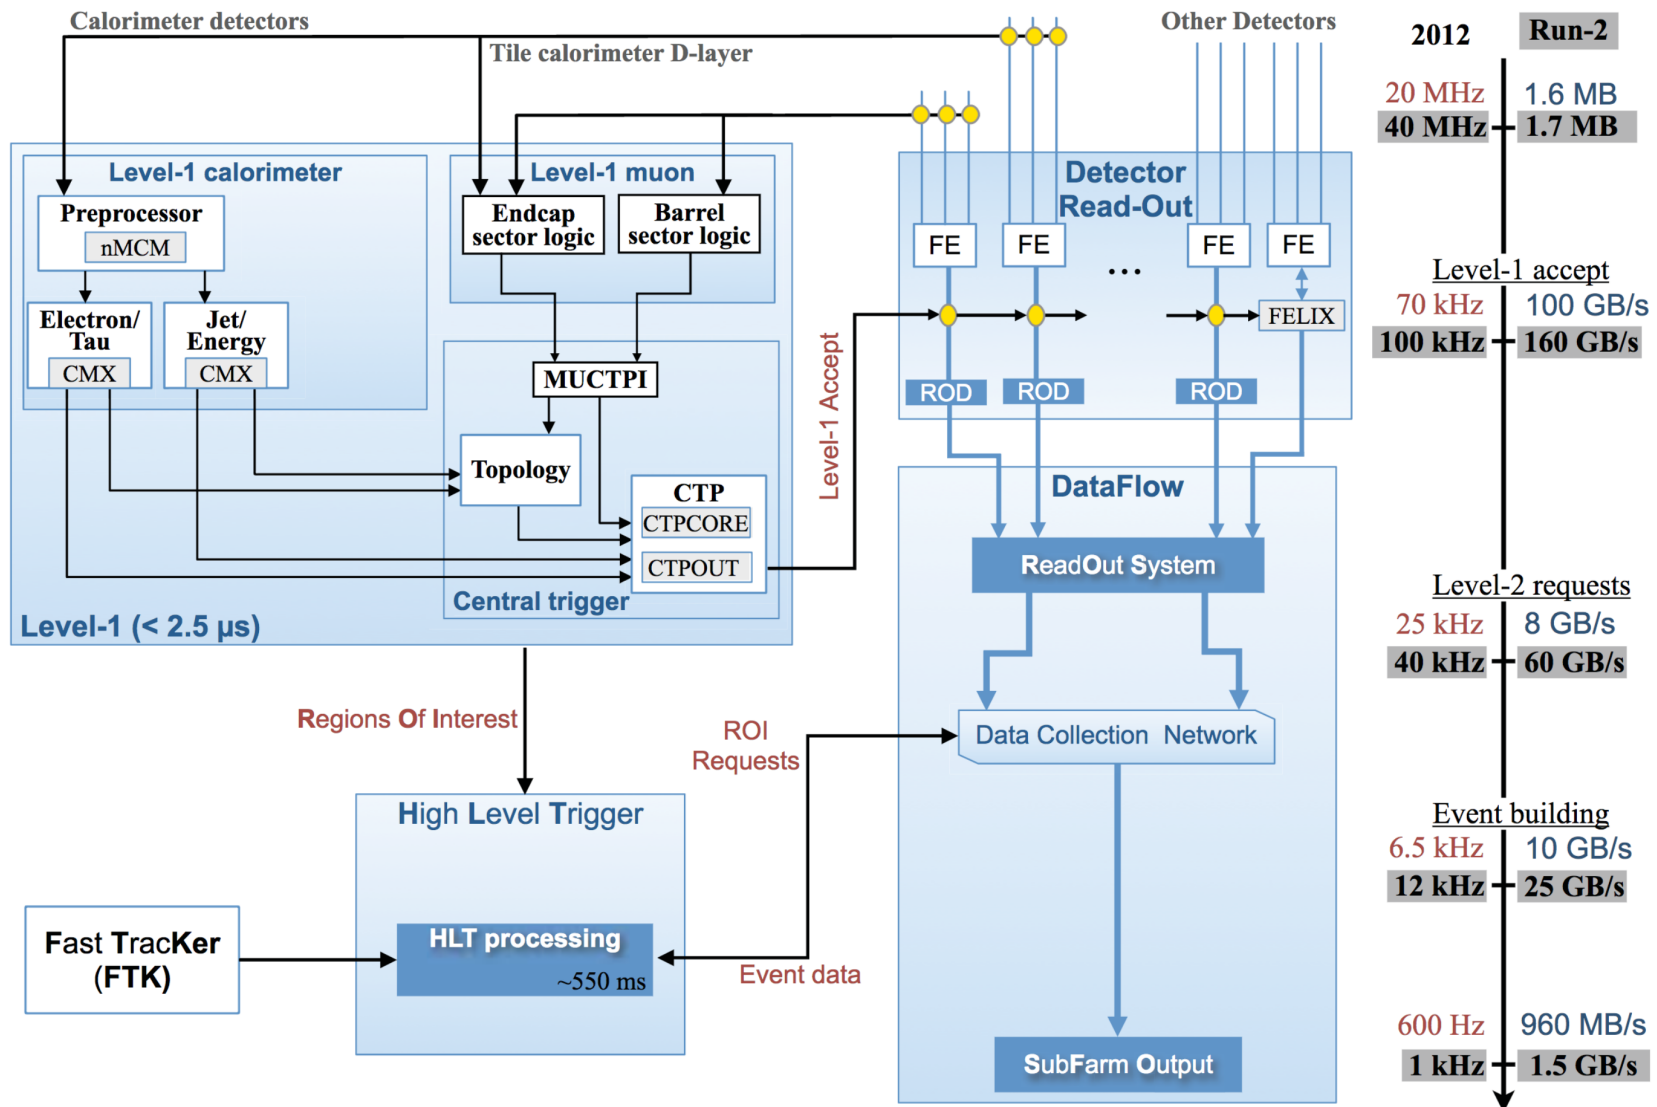 Calorimeter detectors
Other Detectors
Tile calorimeter D-layer
Level-1 calorimeter
Preprocessor
nMCM
Electron/
Tau
CMX
Jet/
Energy
CMX
Level-1 muon
Endcap
sector logic
Barrel
sector logic
MUCTPI
Topology
CTP
CTPCORE
CTPOUT
Central trigger
Level-1 (< 2.5 µs)
Level-1 Accept
Detector
Read-Out
FE
FE
...
FE
FE
FELIX
ROD
ROD
ROD
DataFlow
ReadOut System
Data Collection Network
SubFarm Output
Regions Of Interest
ROI
Requests
High Level Trigger
HLT processing
~550 ms
Event data
Fast TracKer
(FTK)
2012 Run-2
20 MHz 1.6 MB
40 MHz 1.7 MB
Level-1 accept
70 kHz 100 GB/s
100 kHz 160 GB/s
Level-2 requests
25 kHz 8 GB/s
40 kHz 60 GB/s
Event building
6.5 kHz 10 GB/s
12 kHz 25 GB/s
600 Hz 960 MB/s
1 kHz 1.5 GB/s